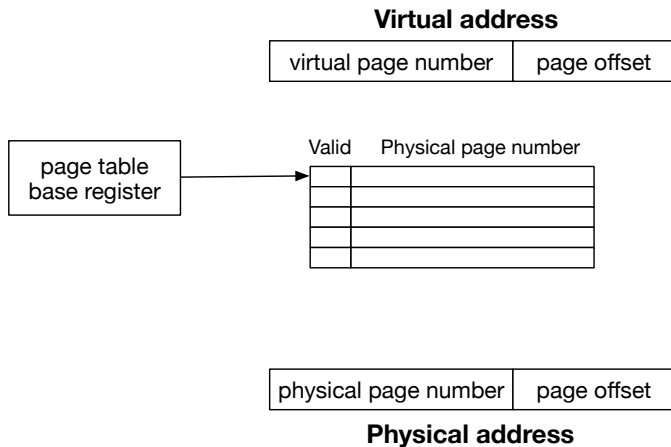 Virtual address
virtual page number
page offset
Valid
Physical page number
page table
base register
physical page number
page offset
Physical address